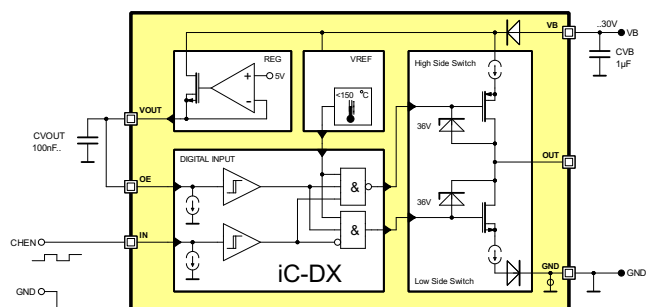 ..30V
VB
VB
CVB
1µF
REG
+
5V
-
VREF
<150 °C
High Side Switch
36V
VOUT
CVOUT
100nF..
OE
DIGITAL INPUT
&
&
OUT
36V
IN
CHEN
iC-DX
GND
GND
Low Side Switch
GND